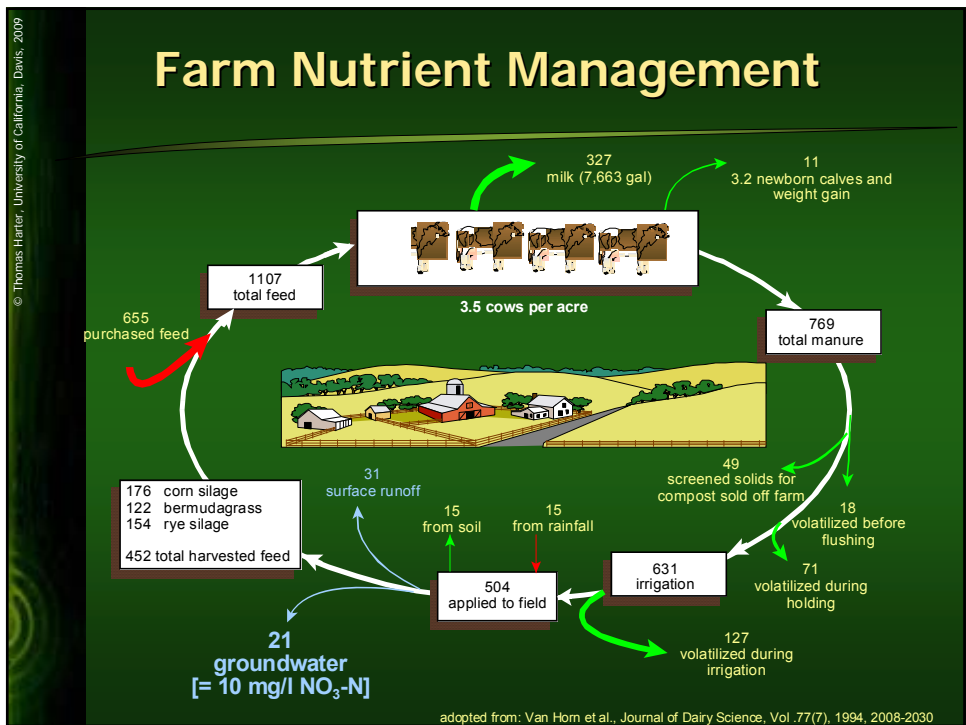 © Thomas Harter, University of California, Davis, 2009
Farm Nutrient Management
327
milk (7,663 gal)
11
3.2 newborn calves and
weight gain
1107
total feed
3.5 cows per acre
655
purchased feed
769
total manure
49
screened solids for
compost sold off farm
18
volatilized before
flushing
71
volatilized during
holding
631
irrigation
127
volatilized during
irrigation
15
from rainfall
15
from soil
504
applied to field
31
surface runoff
21
groundwater
[= 10 mg/l NO₃-N]
176 corn silage
122 bermudagrass
154 rye silage
452 total harvested feed
adopted from: Van Horn et al., Journal of Dairy Science, Vol .77(7), 1994, 2008-2030